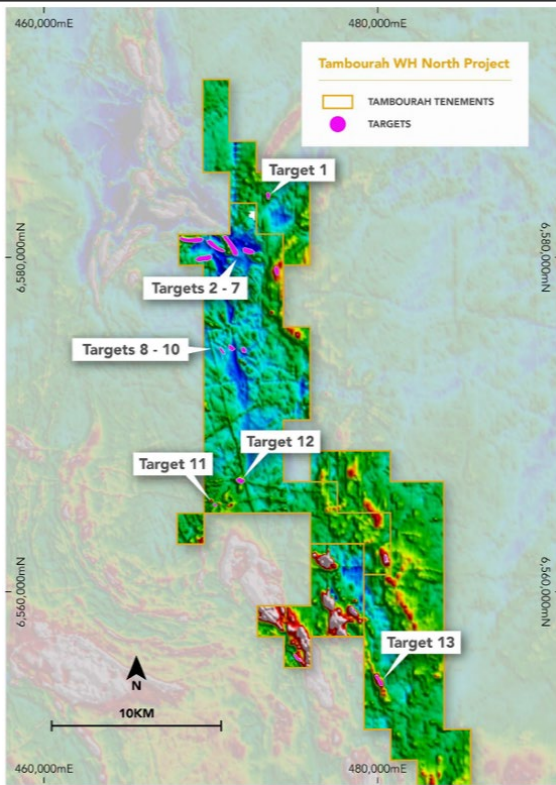 460,000mE
480,000mE
Tambourah WH North Project
TAMBOURAH TENEMENTS
TARGETS
Target 1
6,580,000mN
6,580,000mN
Targets 2 - 7
Targets 8 - 10
Target 12
Target 11
6,560,000mN
6,560,000mN
Target 13
N
10KM
460,000mE
480,000mE